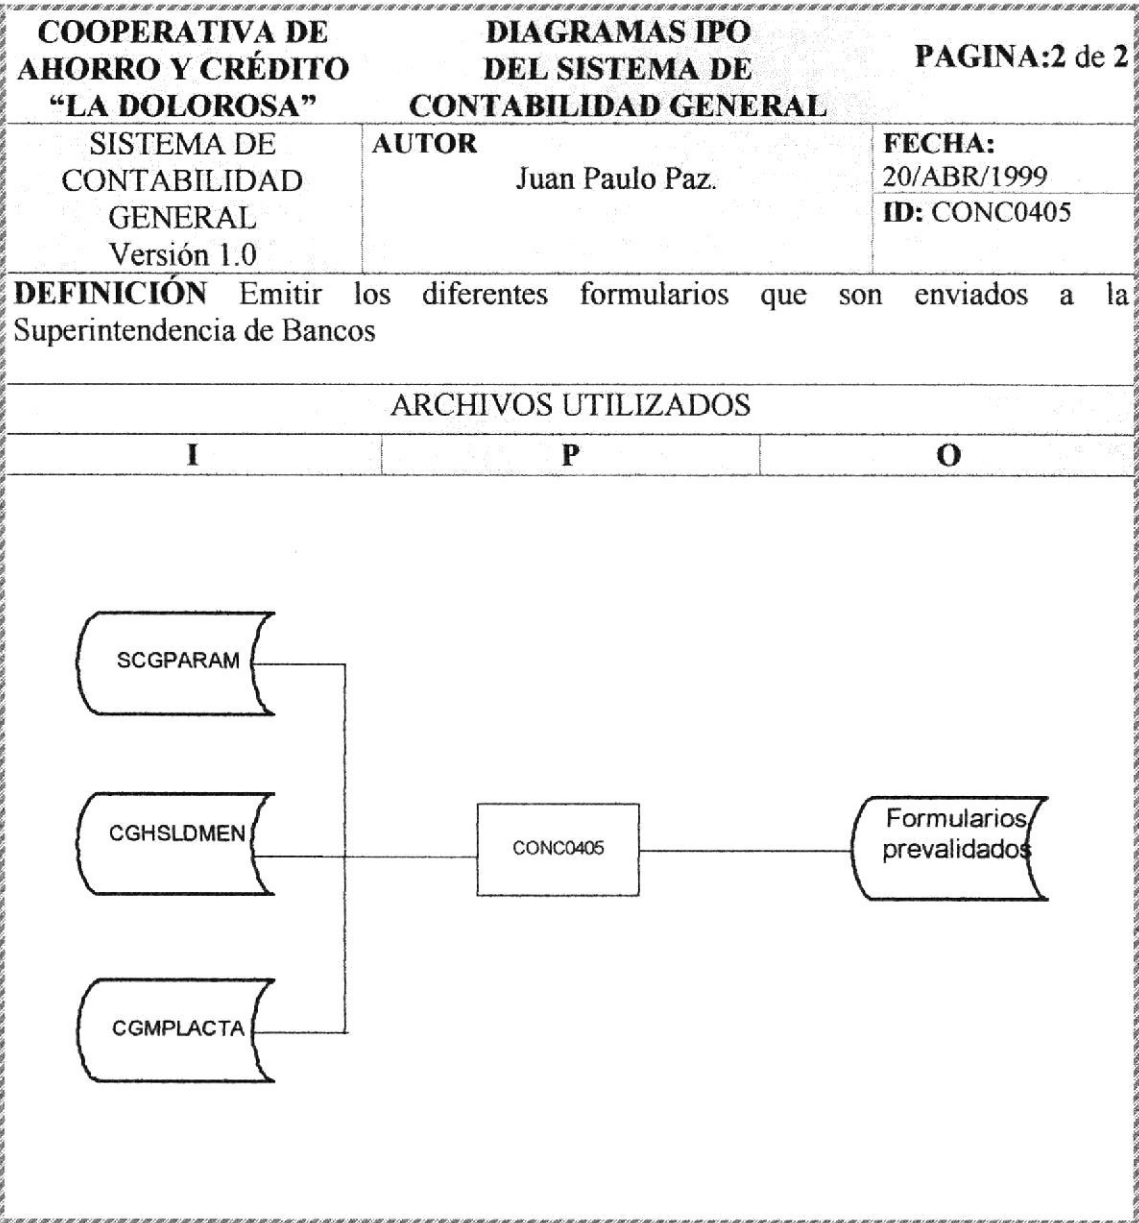 COOPERATIVA DE
AHORRO Y CRÉDITO
“LA DOLOROSA”
DIAGRAMAS IPO
DEL SISTEMA DE
CONTABILIDAD GENERAL
PAGINA:2 de 2
SISTEMA DE
CONTABILIDAD
GENERAL
Versión 1.0
AUTOR
Juan Paulo Paz.
FECHA:
20/ABR/1999
ID: CONC0405
DEFINICIÓN Emitir los diferentes formularios que son enviados a la
Superintendencia de Bancos
ARCHIVOS UTILIZADOS
I P O
SCGPARAM
CGHSLDMEN
CONC0405
Formularios
prevalidados
CGMPLACTA